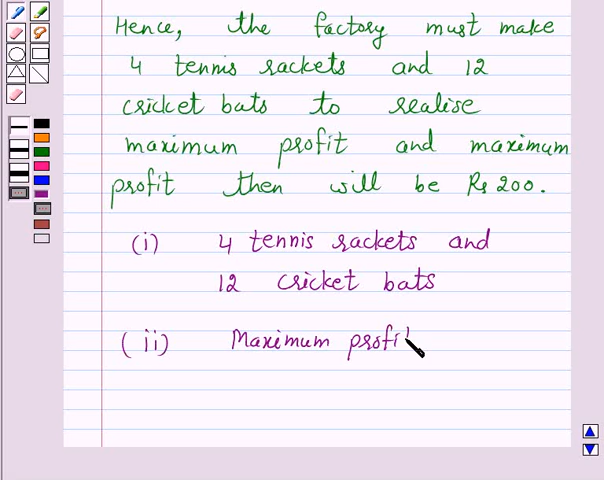 Hence, the factory must make
4 tennis rackets and 12
cricket bats to realise
maximum profit and maximum
profit then will be Rs 200.
(i) 4 tennis rackets and
12 cricket bats
(ii) Maximum profit